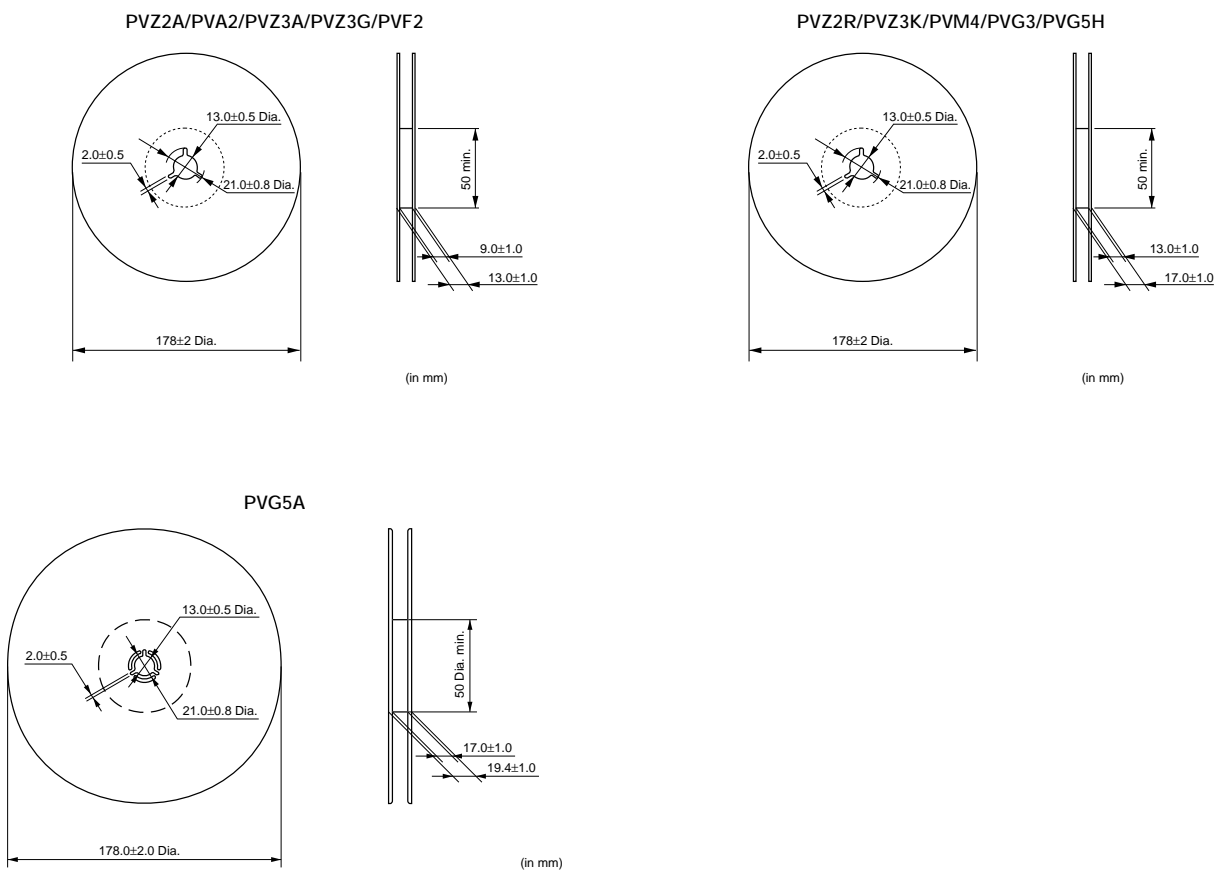 PVZ2A/PVA2/PVZ3A/PVZ3G/PVF2
13.0±0.5 Dia.
2.0±0.5
21.0±0.8 Dia.
50 min.
9.0±1.0
13.0±1.0
178±2 Dia.
(in mm)
PVZ2R/PVZ3K/PVM4/PVG3/PVG5H
13.0±0.5 Dia.
2.0±0.5
21.0±0.8 Dia.
50 min.
13.0±1.0
17.0±1.0
178±2 Dia.
(in mm)
PVG5A
13.0±0.5 Dia.
2.0±0.5
21.0±0.8 Dia.
50 Dia. min.
17.0±1.0
19.4±1.0
178.0±2.0 Dia.
(in mm)